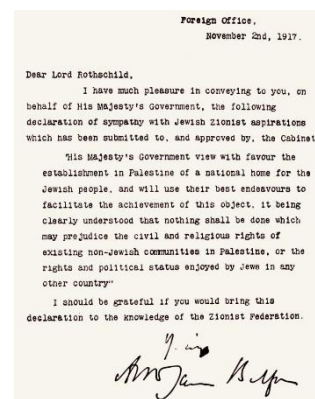 Foreign Office,
November 2nd, 1917.
Dear Lord Rothschild,
I have much pleasure in conveying to you, on
behalf of His Majesty's Government, the following
declaration of sympathy with Jewish Zionist aspirations
which has been submitted to, and approved by, the Cabinet
"His Majesty's Government view with favour the
establishment in Palestine of a national home for the
Jewish people, and will use their best endeavours to
facilitate the achievement of this object, it being
clearly understood that nothing shall be done which
may prejudice the civil and religious rights of
existing non-Jewish communities in Palestine, or the
rights and political status enjoyed by Jews in any
other country"
I should be grateful if you would bring this
declaration to the knowledge of the Zionist Federation.